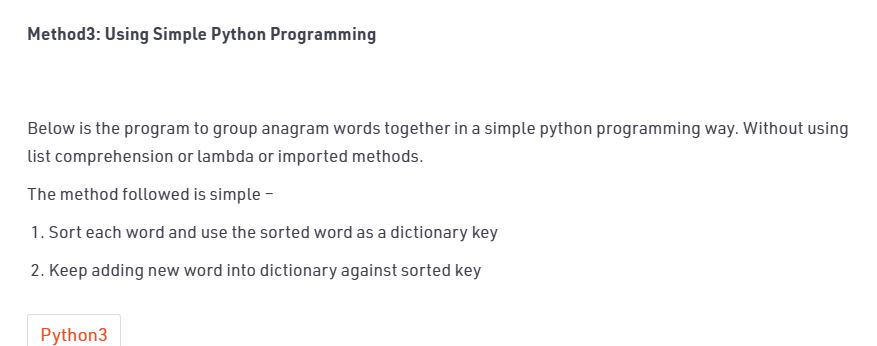 Method3: Using Simple Python Programming
Below is the program to group anagram words together in a simple python programming way. Without using
list comprehension or lambda or imported methods.
The method followed is simple –
1. Sort each word and use the sorted word as a dictionary key
2. Keep adding new word into dictionary against sorted key
Python3